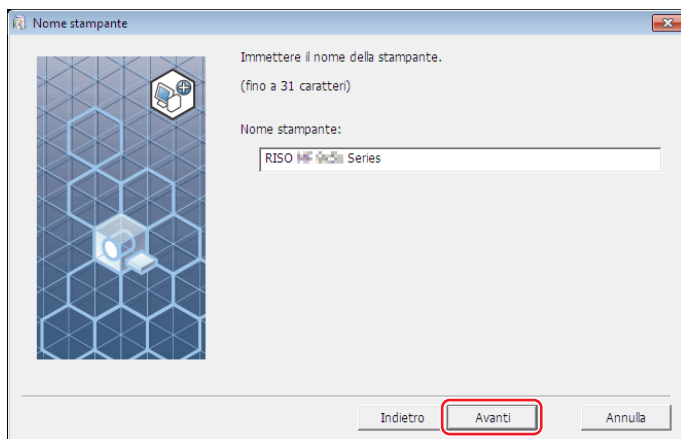 Nome stampante
Immettere il nome della stampante.
(fino a 31 caratteri)
Nome stampante:
RISO Series
Indietro Avanti Annulla